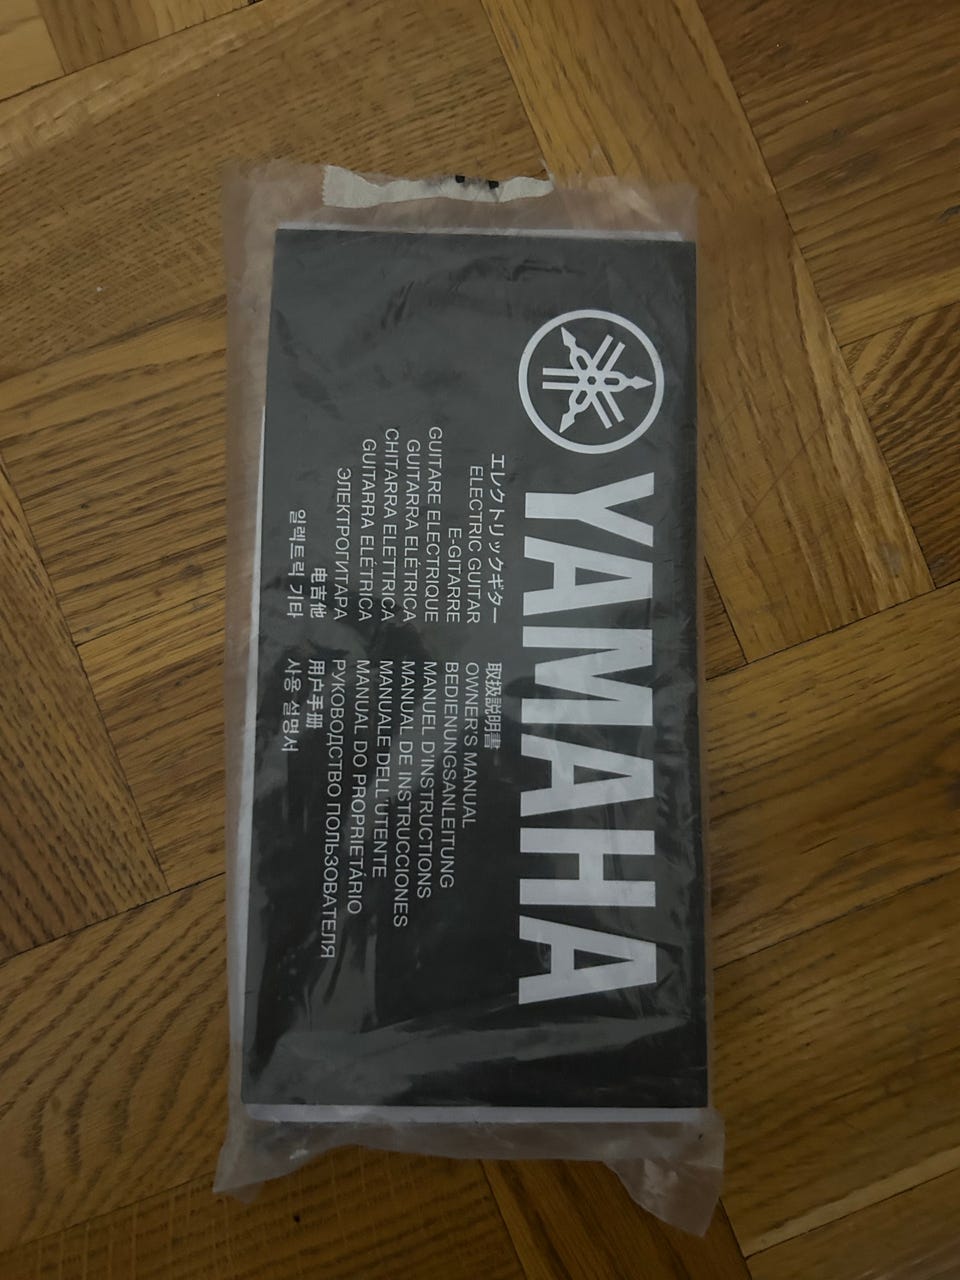 YAMAHA
エレクトリックギター 取扱説明書
ELECTRIC GUITAR OWNER'S MANUAL
E-GITARRE BEDIENUNGSANLEITUNG
GUITARE ELECTRIQUE MANUEL D'INSTRUCTIONS
GUITARRA ELÉTRICA MANUAL DE INSTRUCCIONES
CHITARRA ELETTRICA MANUALE DELL'UTENTE
GUITARRA ELÉTRICA MANUAL DO PROPRIETÁRIO
ЭЛЕКТРОГИТАРА РУКОВОДСТВО ПОЛЬЗОВАТЕЛЯ
电吉他 用户手册
일렉트릭 기타 사용 설명서